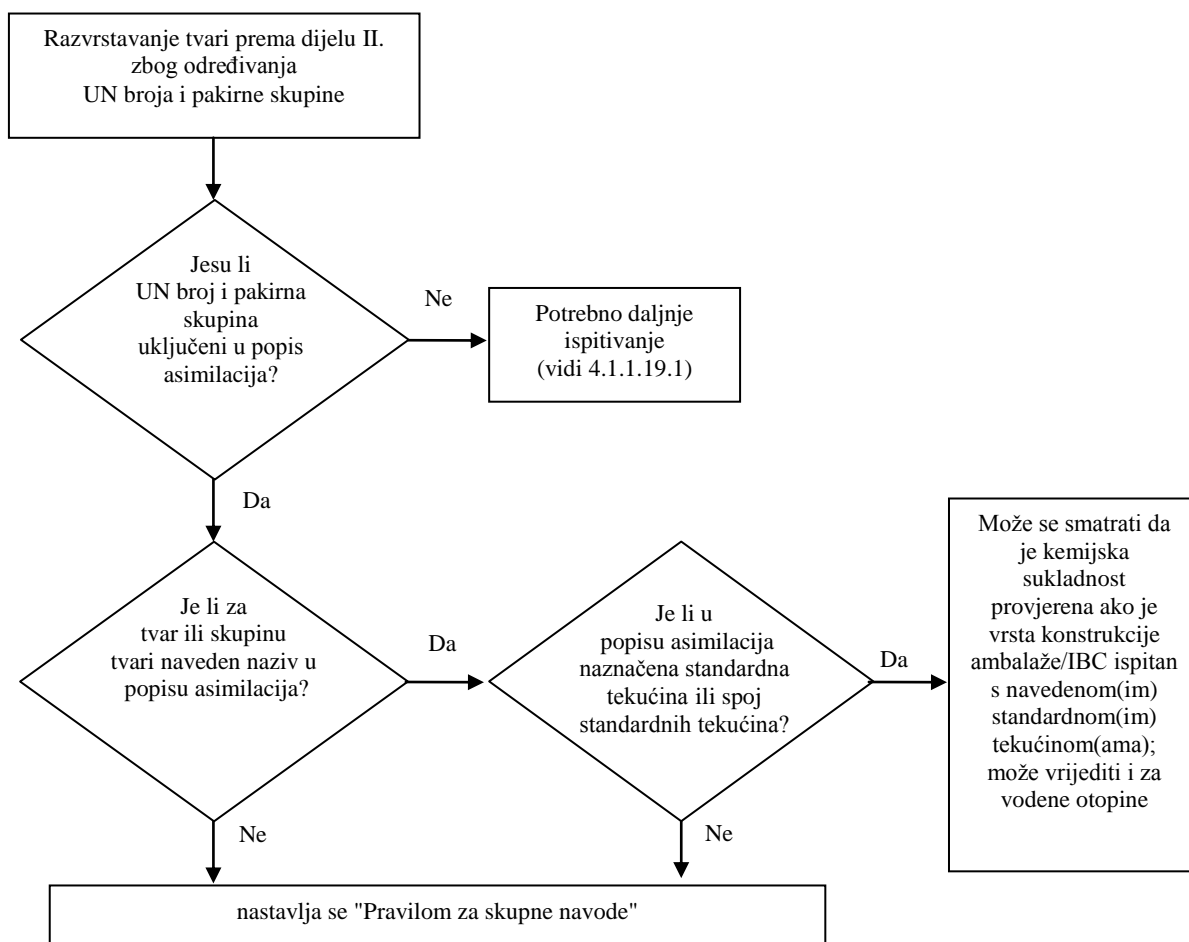 Razvrstavanje tvari prema dijelu II.
zbog određivanja
UN broja i pakirne skupine
Jesu li
UN broj i pakirna
skupina
uključeni u popis
asimilacija?
Ne
Potrebno daljnje
ispitivanje
(vidi 4.1.1.19.1)
Da
Je li za
tvar ili skupinu
tvari naveden naziv u
popisu asimilacija?
Da
Je li u
popisu asimilacija
naznačena standardna
tekućina ili spoj
standardnih tekućina?
Da
Može se smatrati da
je kemijska
sukladnost
provjerena ako je
vrsta konstrukcije
ambalaže/IBC ispitan
s navedenom(im)
standardnom(im)
tekućinom(ama);
može vrijediti i za
vodene otopine
Ne
Ne
nastavlja se "Pravilom za skupne navode"